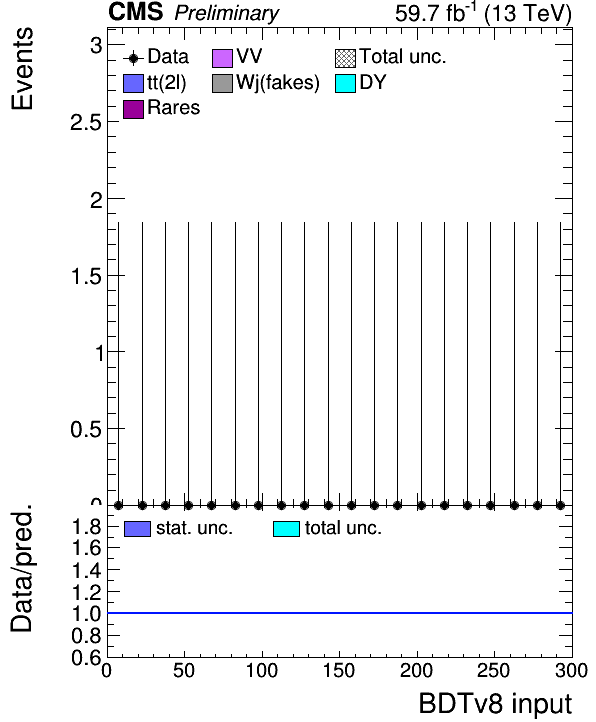 CMS Preliminary 59.7 fb-1 (13 TeV)
Events
3
2.5
2
1.5
1
0.5
0
Data VV Total unc.
tt(2l) Wj(fakes) DY
Rares
Data/pred.
1.8
1.6
1.4
1.2
1.0
0.8
0.6
stat. unc. total unc.
0 50 100 150 200 250 300
BDTv8 input